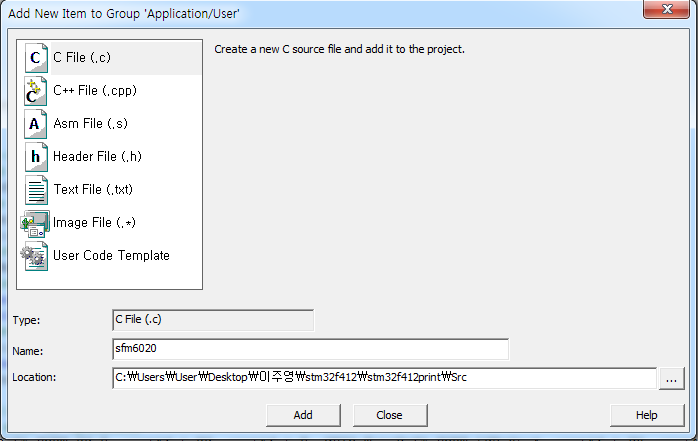 Add New Item to Group 'Application/User'
C File (.c)
Create a new C source file and add it to the project.
C++ File (.cpp)
Asm File (.s)
Header File (.h)
Text File (.txt)
Image File (.*)
User Code Template
Type:
C File (.c)
Name:
sfm6020
Location:
C:₩Users₩User₩Desktop₩이주영₩stm32f412₩stm32f412print₩Src
...
Add
Close
Help